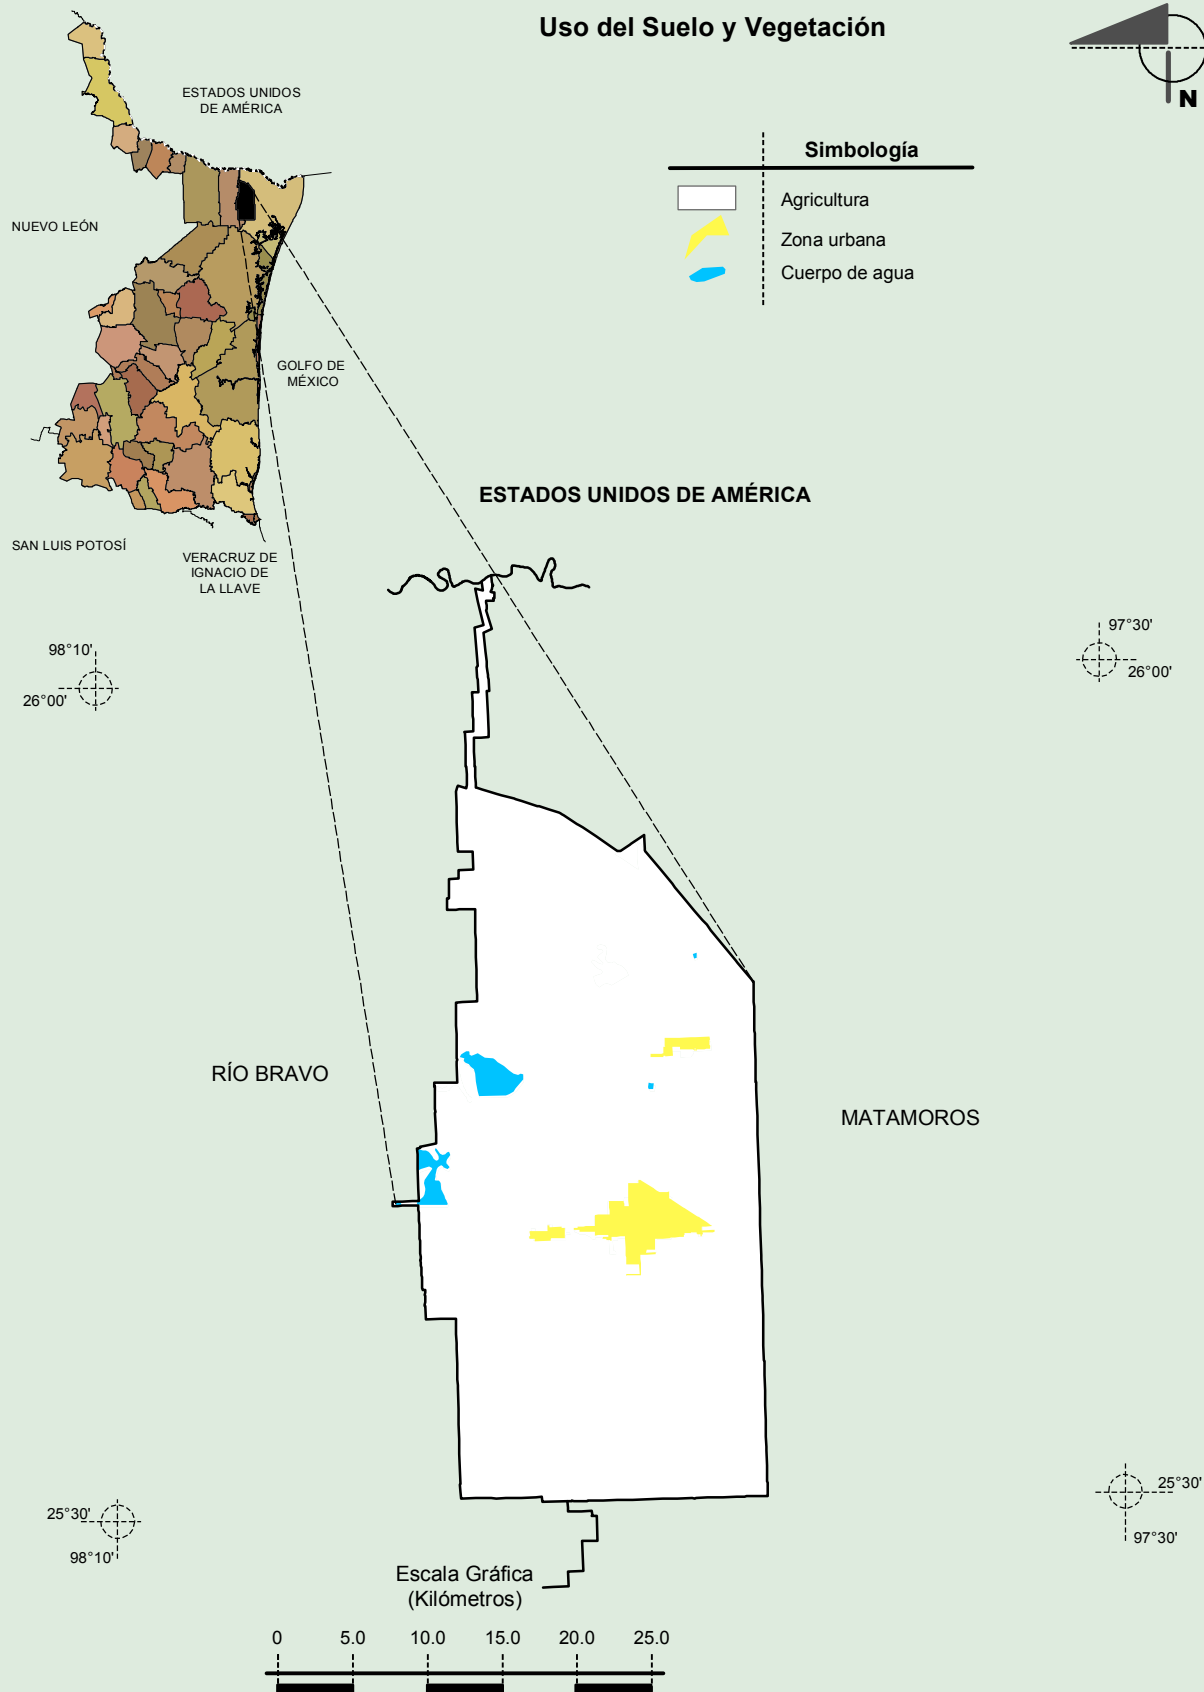 Uso del Suelo y Vegetación
N
ESTADOS UNIDOS
DE AMÉRICA
Simbología
Agricultura
Zona urbana
Cuerpo de agua
NUEVO LEÓN
GOLFO DE
MÉXICO
SAN LUIS POTOSÍ
VERACRUZ DE
IGNACIO DE
LA LLAVE
ESTADOS UNIDOS DE AMÉRICA
98°10'
26°00'
97°30'
26°00'
RÍO BRAVO
MATAMOROS
25°30'
98°10'
25°30'
97°30'
Escala Gráfica
(Kilómetros)
0 5.0 10.0 15.0 20.0 25.0